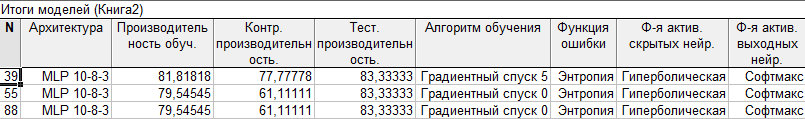 Итоги моделей (Книга2)
N Архитектура Производитель Контр. Тест. Алгоритм обучения Функция Ф-я актив. Ф-я актив.
ность обуч. производительн производительн ошибки скрытых нейр. выходных
ость. ость. нейр.
39 MLP 10-8-3 81,81818 77,77778 83,33333 Градиентный спуск 5 Энтропия Гиперболическая Софтмакс
55 MLP 10-8-3 79,54545 61,11111 83,33333 Градиентный спуск 0 Энтропия Гиперболическая Софтмакс
88 MLP 10-8-3 79,54545 61,11111 83,33333 Градиентный спуск 0 Энтропия Гиперболическая Софтмакс